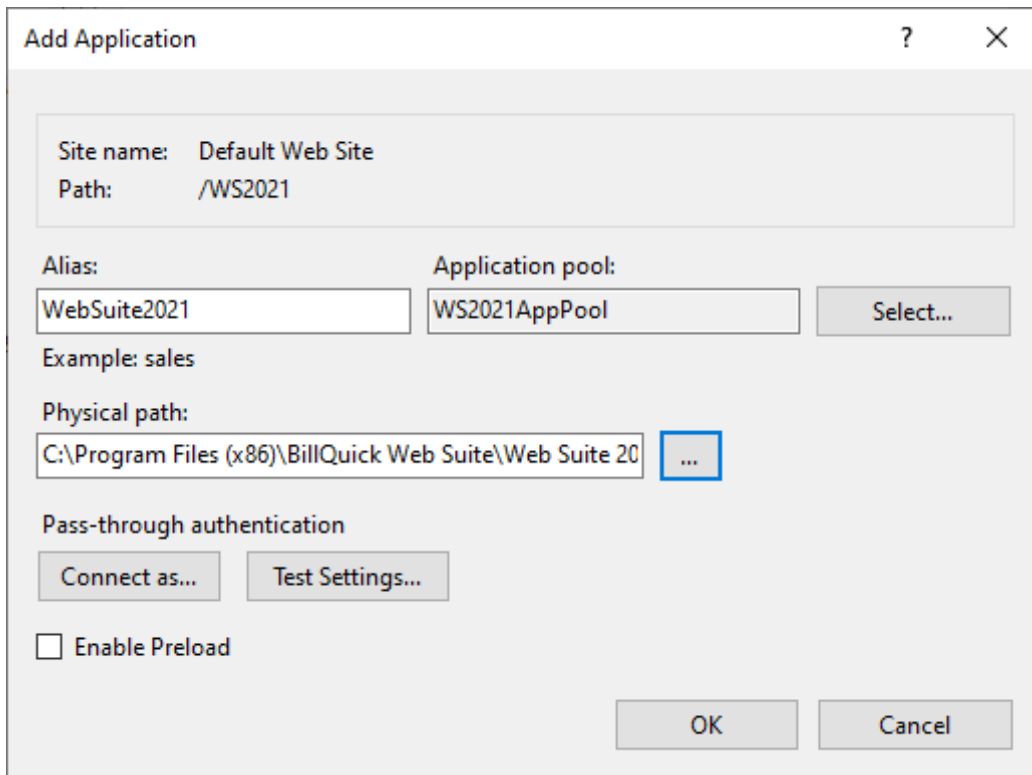 Add Application
?
Site name: Default Web Site
Path: /WS2021
Alias: Application pool:
WebSuite2021 WS2021AppPool Select...
Example: sales
Physical path:
C:\Program Files (x86)\BillQuick Web Suite\Web Suite 20 ...
Pass-through authentication
Connect as... Test Settings...
Enable Preload
OK Cancel